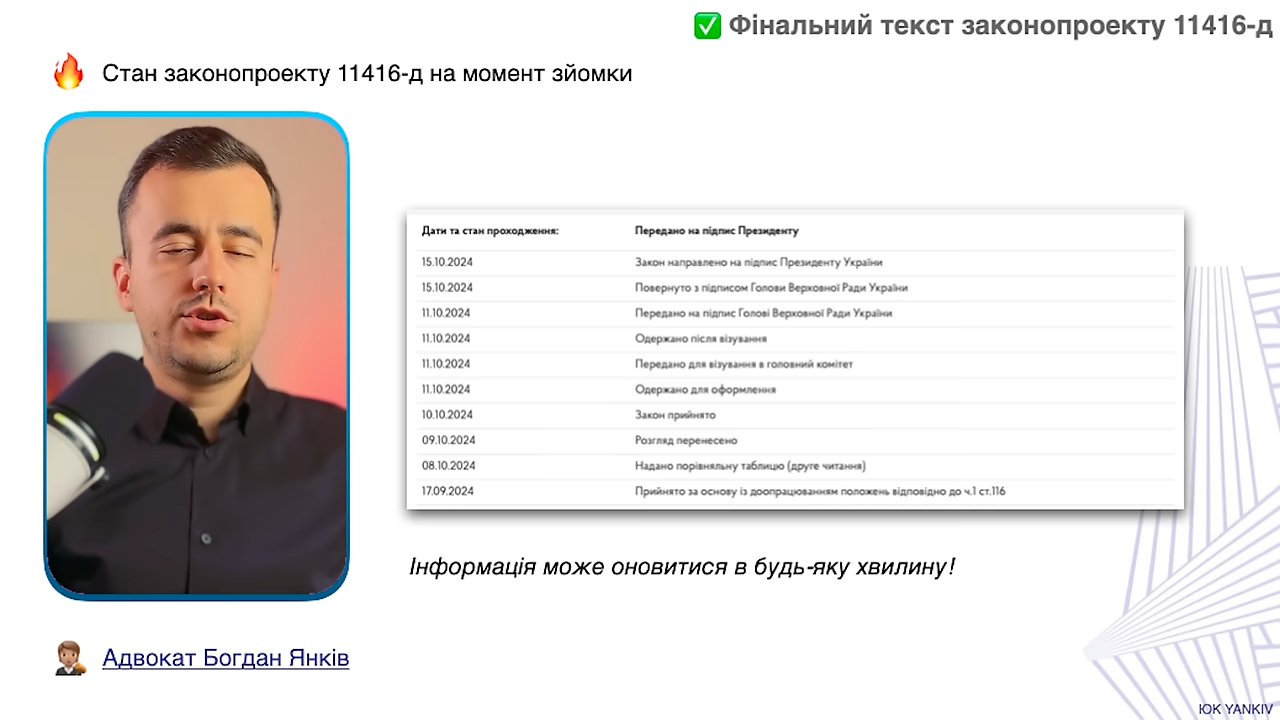 ✅ Фінальний текст законопроекту 11416-д
🔥 Стан законопроекту 11416-д на момент зйомки
Дати та стан проходження: Передано на підпис Президенту
15.10.2024 Закон направлено на підпис Президенту України
15.10.2024 Повернуто з підписом Голови Верховної Ради України
11.10.2024 Передано на підпис Голові Верховної Ради України
11.10.2024 Одержано після візування
11.10.2024 Передано для візування в головний комітет
11.10.2024 Одержано для оформлення
10.10.2024 Закон прийнято
09.10.2024 Розгляд перенесено
08.10.2024 Надано порівняльну таблицю (друге читання)
17.09.2024 Прийнято за основу із доопрацюванням положень відповідно до ч.1 ст.116
Інформація може оновитися в будь-яку хвилину!
Адвокат Богдан Янків
ЮК YANKIV